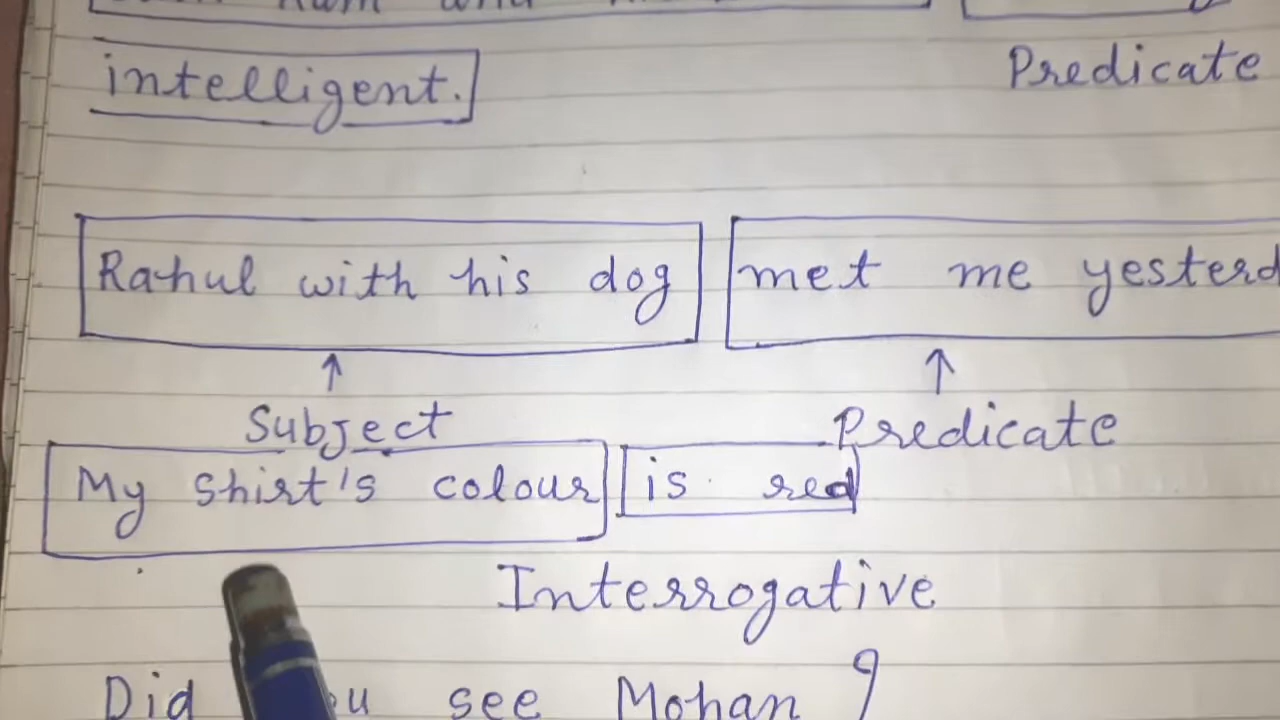 intelligent.
Predicate
Rahul with his dog met me yesterd
Subject Predicate
My shirt's colour is red
Interrogative
Did see Mohan ?